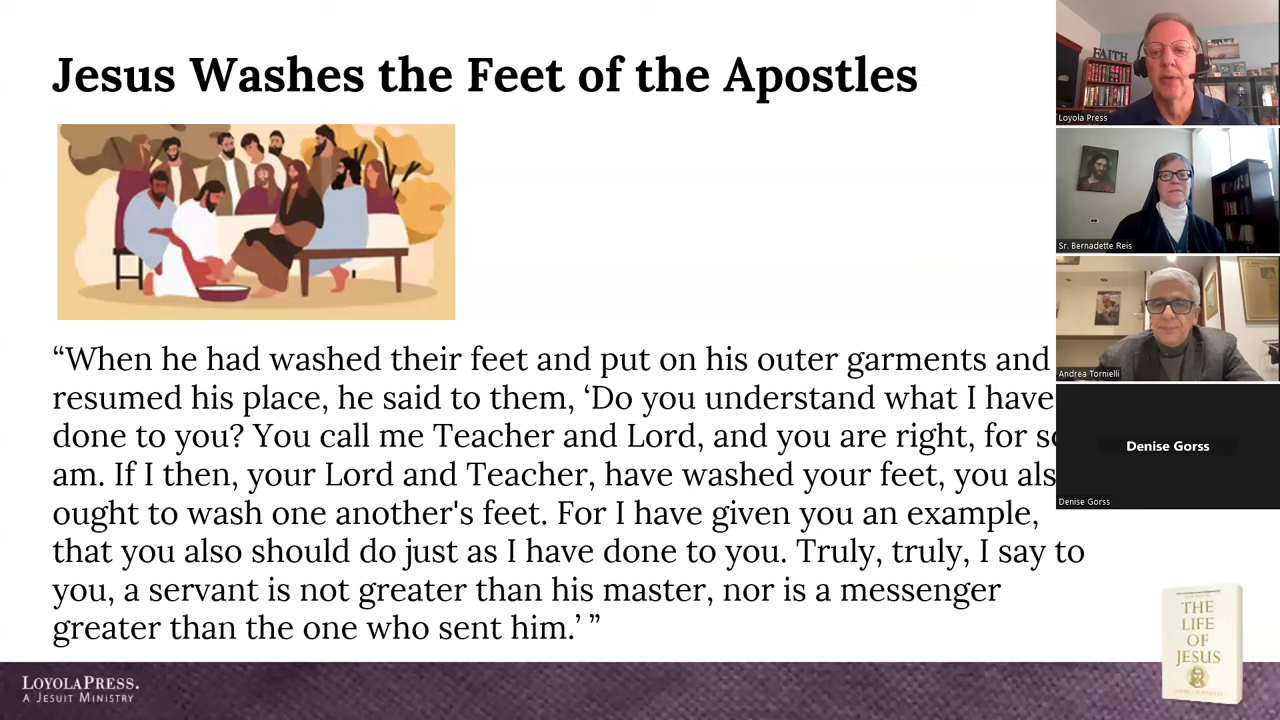 Jesus Washes the Feet of the Apostles
“When he had washed their feet and put on his outer garments and
resumed his place, he said to them, ‘Do you understand what I have
done to you? You call me Teacher and Lord, and you are right, for
am. If I then, your Lord and Teacher, have washed your feet, you
ought to wash one another's feet. For I have given you an example,
that you also should do just as I have done to you. Truly, truly, I say to
you, a servant is not greater than his master, nor is a messenger
greater than the one who sent him.’ ”
LOYOLAPRESS.
A JESUIT MINISTRY
FAITH
Loyola Press
Sr. Bernadette Reis
Andrea Tornielli
Denise Gorss
Denise Gorss
THE
LIFE
OF
JESUS